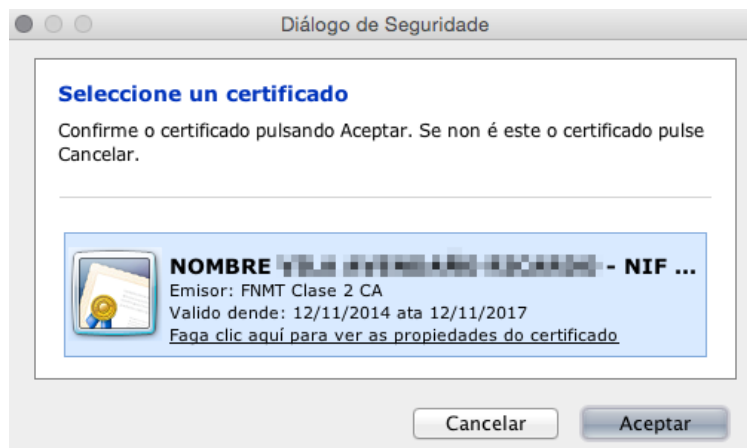 Diálogo de Seguridade
Seleccione un certificado
Confirme o certificado pulsando Aceptar. Se non é este o certificado pulse
Cancelar.
NOMBRE - NIF ...
Emisor: FNMT Clase 2 CA
Valido dende: 12/11/2014 ata 12/11/2017
Faga clic aquí para ver as propiedades do certificado
Cancelar Aceptar